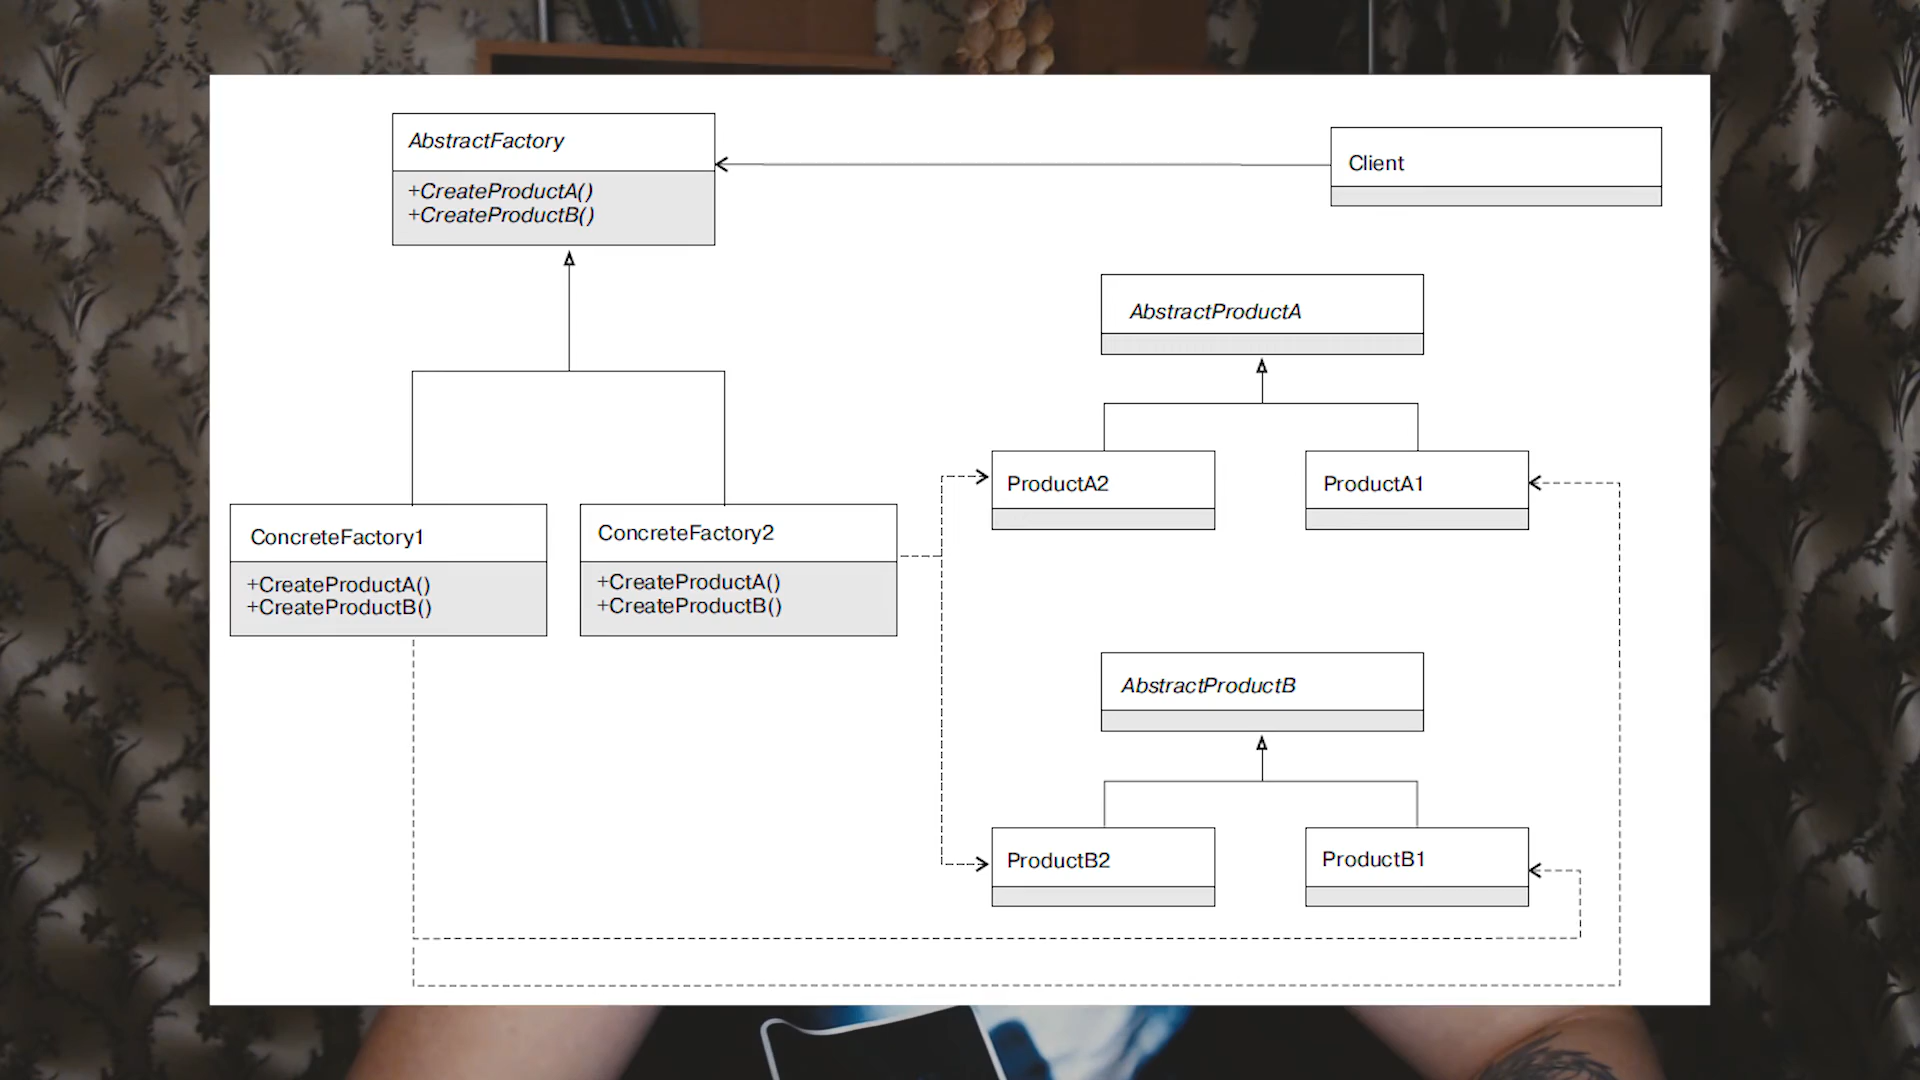 AbstractFactory
+CreateProductA()
+CreateProductB()
Client
AbstractProductA
ProductA2
ProductA1
ConcreteFactory1
+CreateProductA()
+CreateProductB()
ConcreteFactory2
+CreateProductA()
+CreateProductB()
AbstractProductB
ProductB2
ProductB1